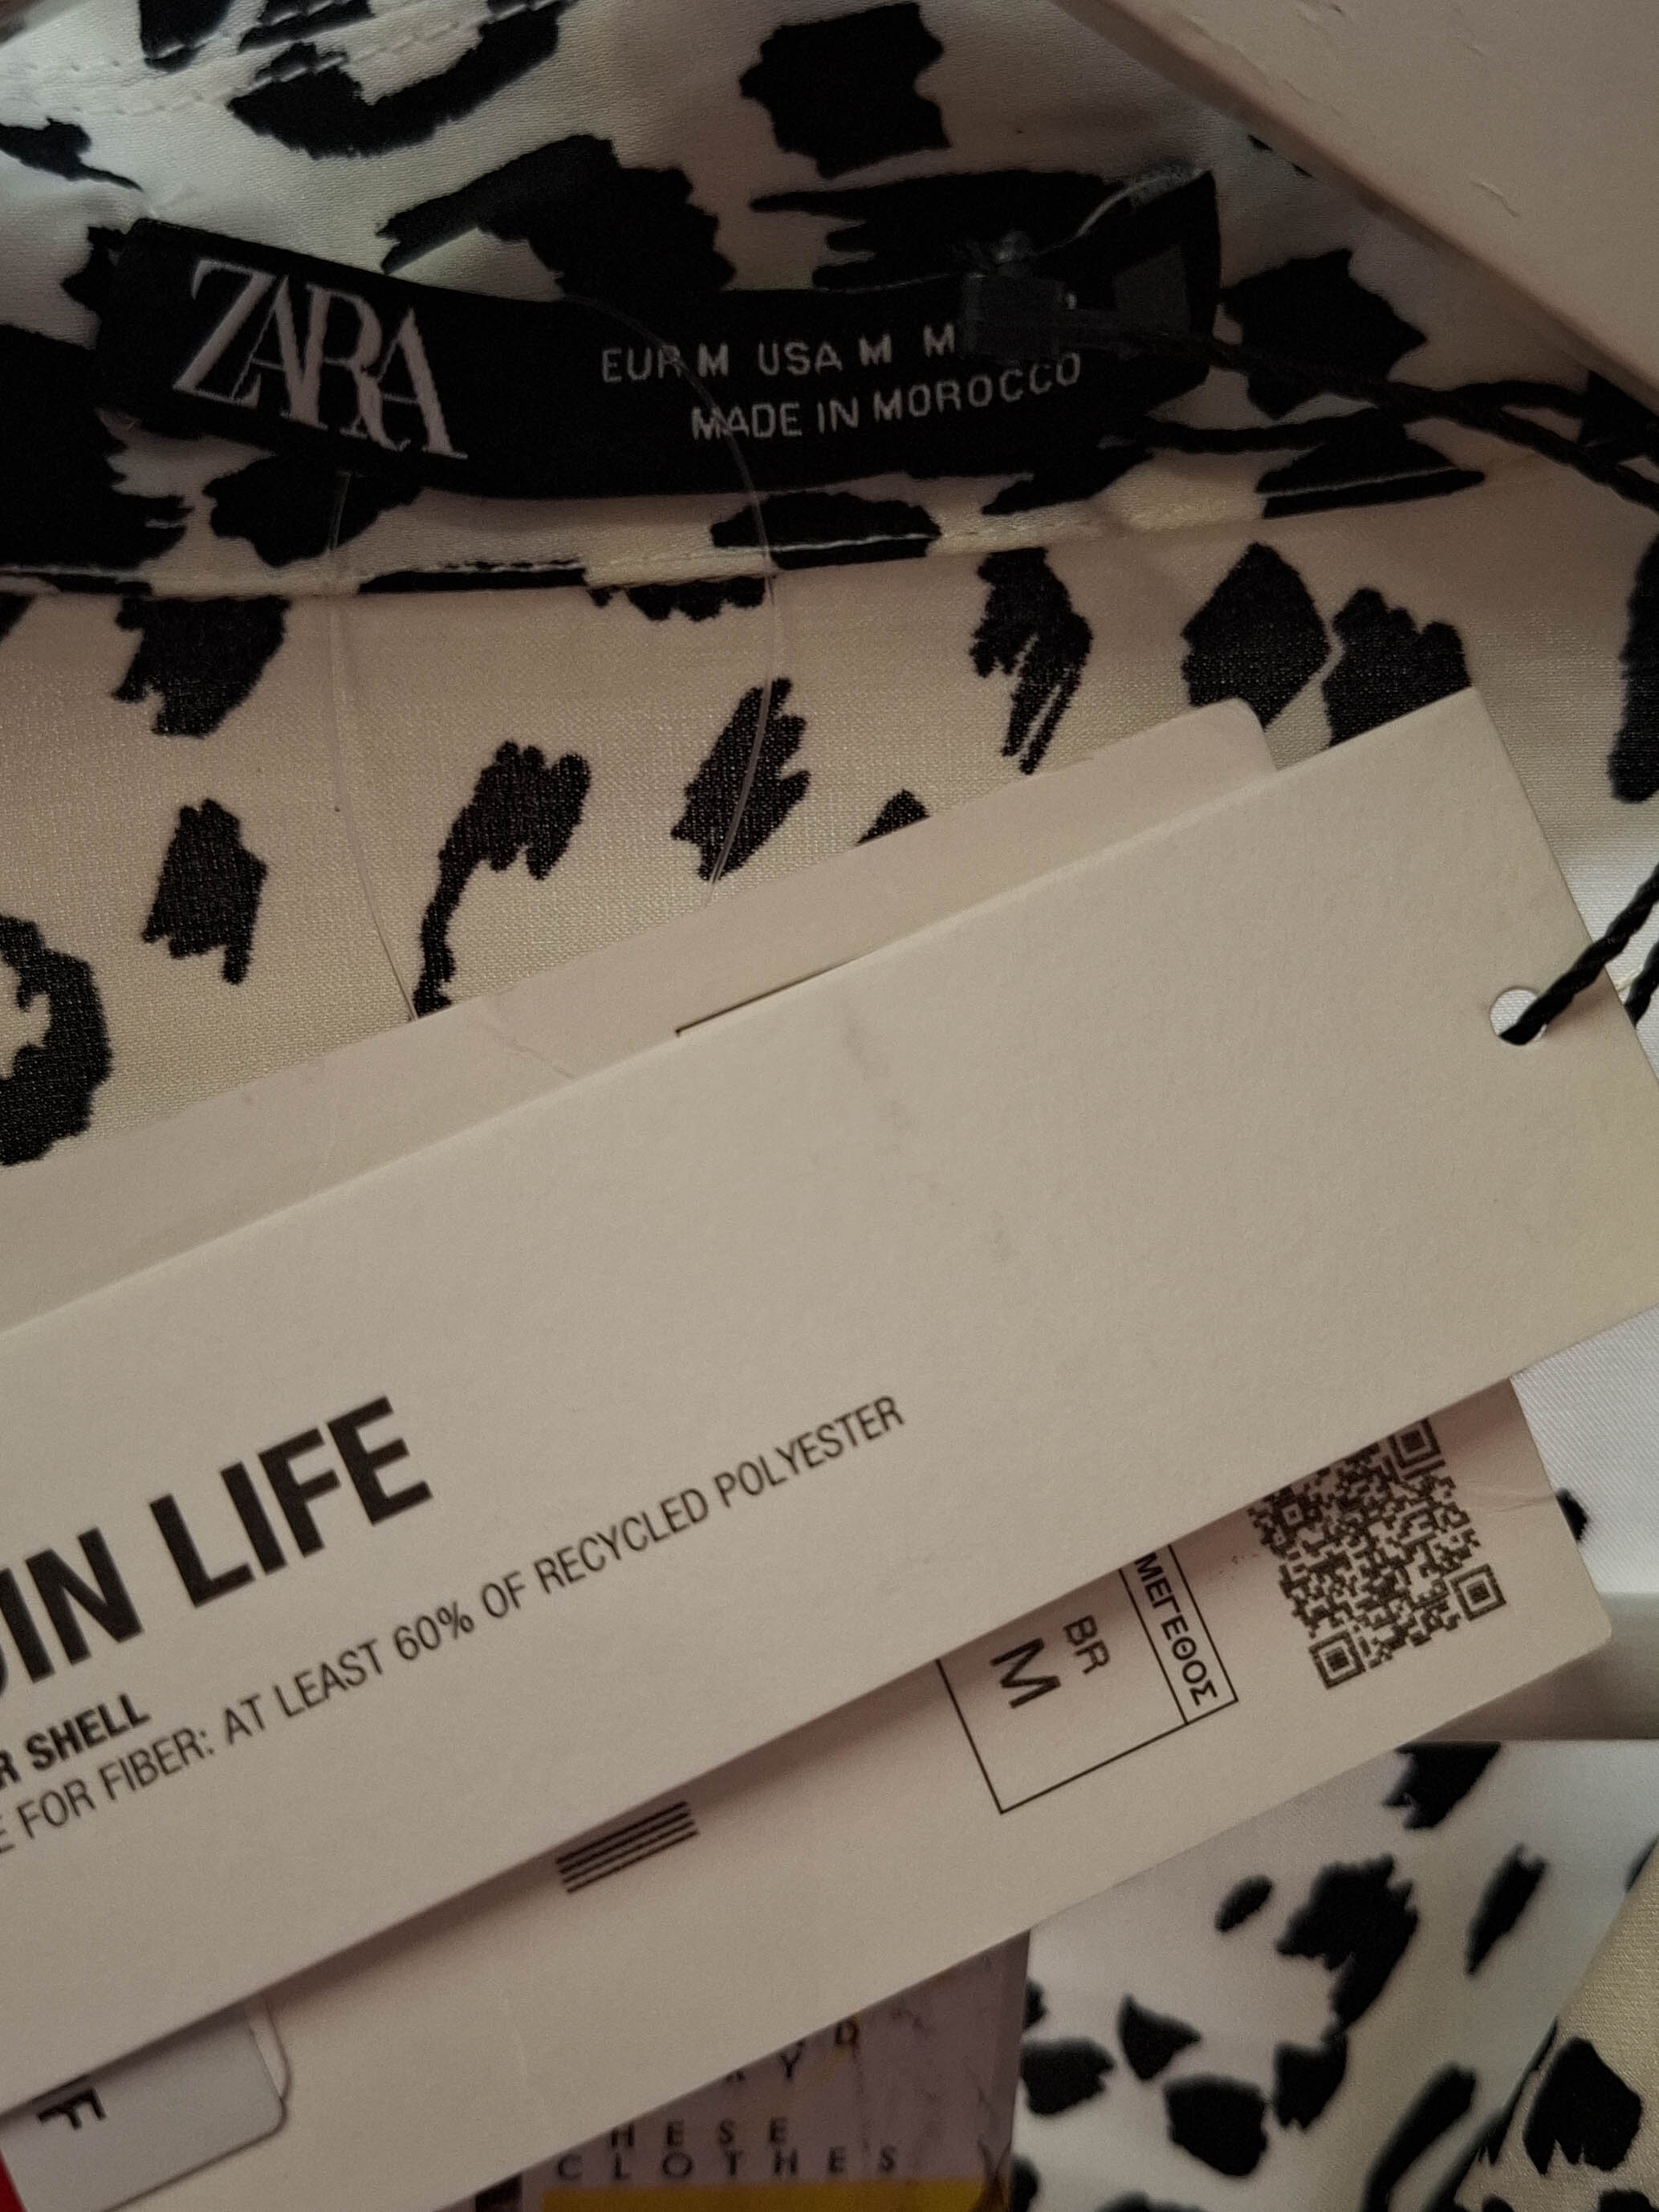 ZARA
EUR M USA M M
MADE IN MOROCCO
IN LIFE
SHELL
FOR FIBER: AT LEAST 60% OF RECYCLED POLYESTER
ΜΕΓΕΘΟΣ
BR
M
CLOTHES